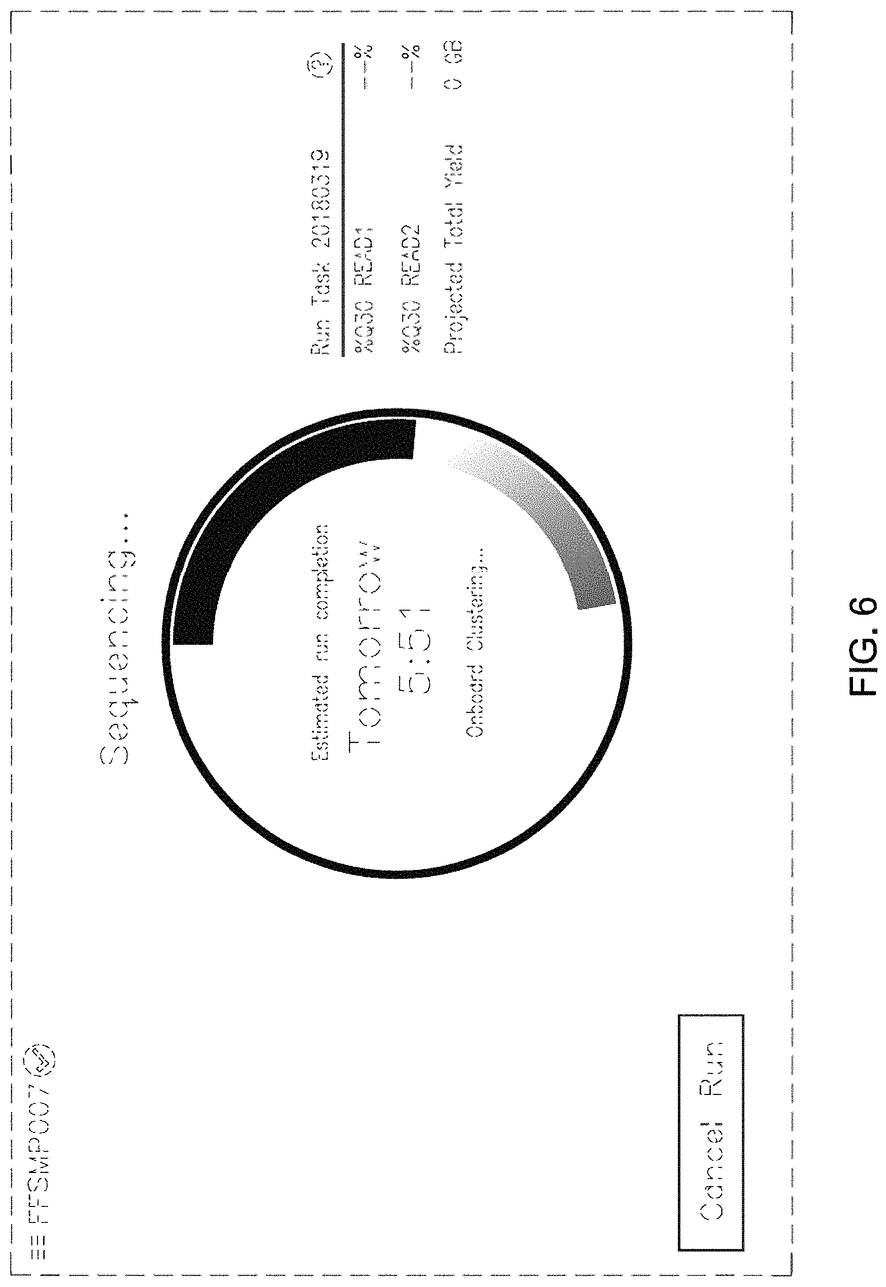 FFSMP007
Sequencing...
Estimated run completion
Tomorrow
5:51
Onboard Clustering...
Run Task 20180319 (?)
%Q30 READ1 --%
%Q30 READ2 --%
Projected Total Yield 0 GB
Cancel Run
FIG. 6